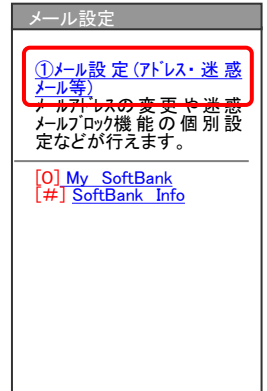 メール設定
①メール設 定(アドレス・ 迷 惑
メール等)
メールアドレスの 変 更 や 迷 惑
メールブロック機 能 の 個 別 設
定などが行えます。
[0] My SoftBank
[#] SoftBank Info